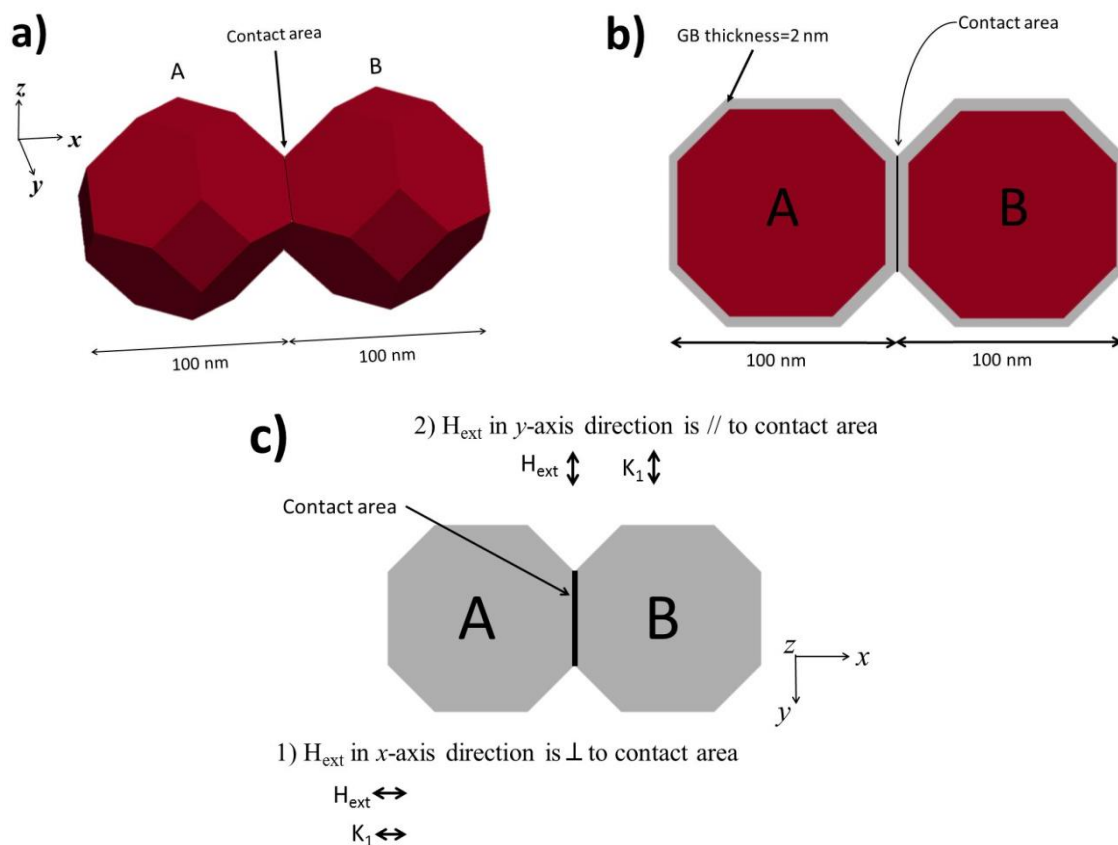 a)
Contact area
A
B
z
x
y
100 nm
100 nm
b)
GB thickness=2 nm
Contact area
A
B
100 nm
100 nm
c)
2) Hext in y-axis direction is // to contact area
Hext
K1
Contact area
A
B
z
x
y
1) Hext in x-axis direction is ⊥ to contact area
Hext
K1